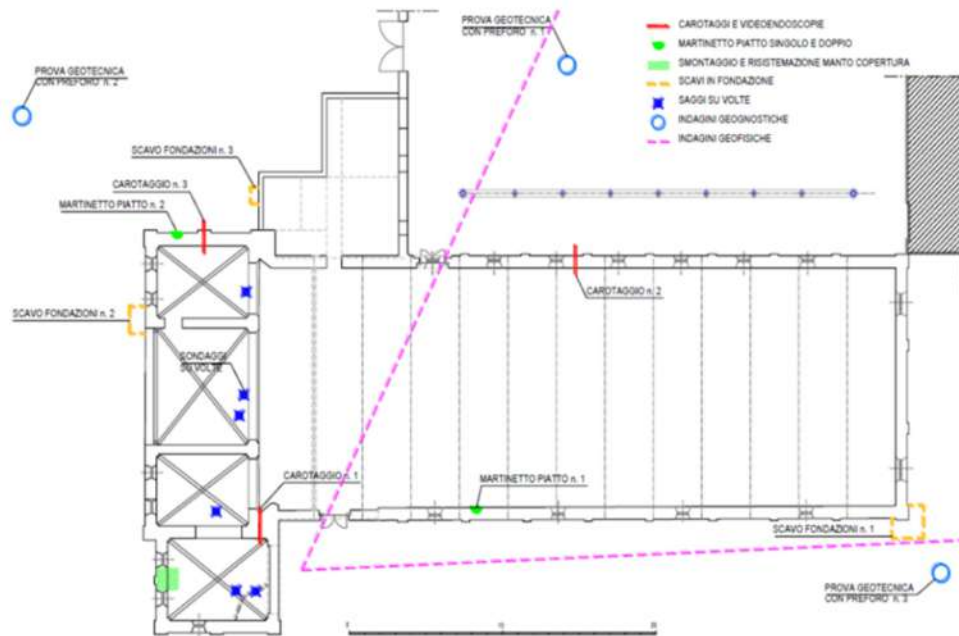 PROVA GEOTECNICA
CON PREFORO n. 1
CAROTAGGI E VIDEOENDOSCOPIE
MARTINETTO PIATTO SINGOLO E DOPPIO
SMONTAGGIO E RISISTEMAZIONE MANTO COPERTURA
SCAVI IN FONDAZIONE
SAGGI SU VOLTE
INDAGINI GEOGNOSTICHE
INDAGINI GEOFISICHE
PROVA GEOTECNICA
CON PREFORO n. 2
SCAVO FONDAZIONI n. 3
CAROTAGGIO n. 3
MARTINETTO PIATTO n. 2
CAROTAGGIO n. 2
SCAVO FONDAZIONI n. 2
SONDAGGI
SU VOLTE
CAROTAGGIO n. 1
MARTINETTO PIATTO n. 1
SCAVO FONDAZIONI n. 1
PROVA GEOTECNICA
CON PREFORO n. 3